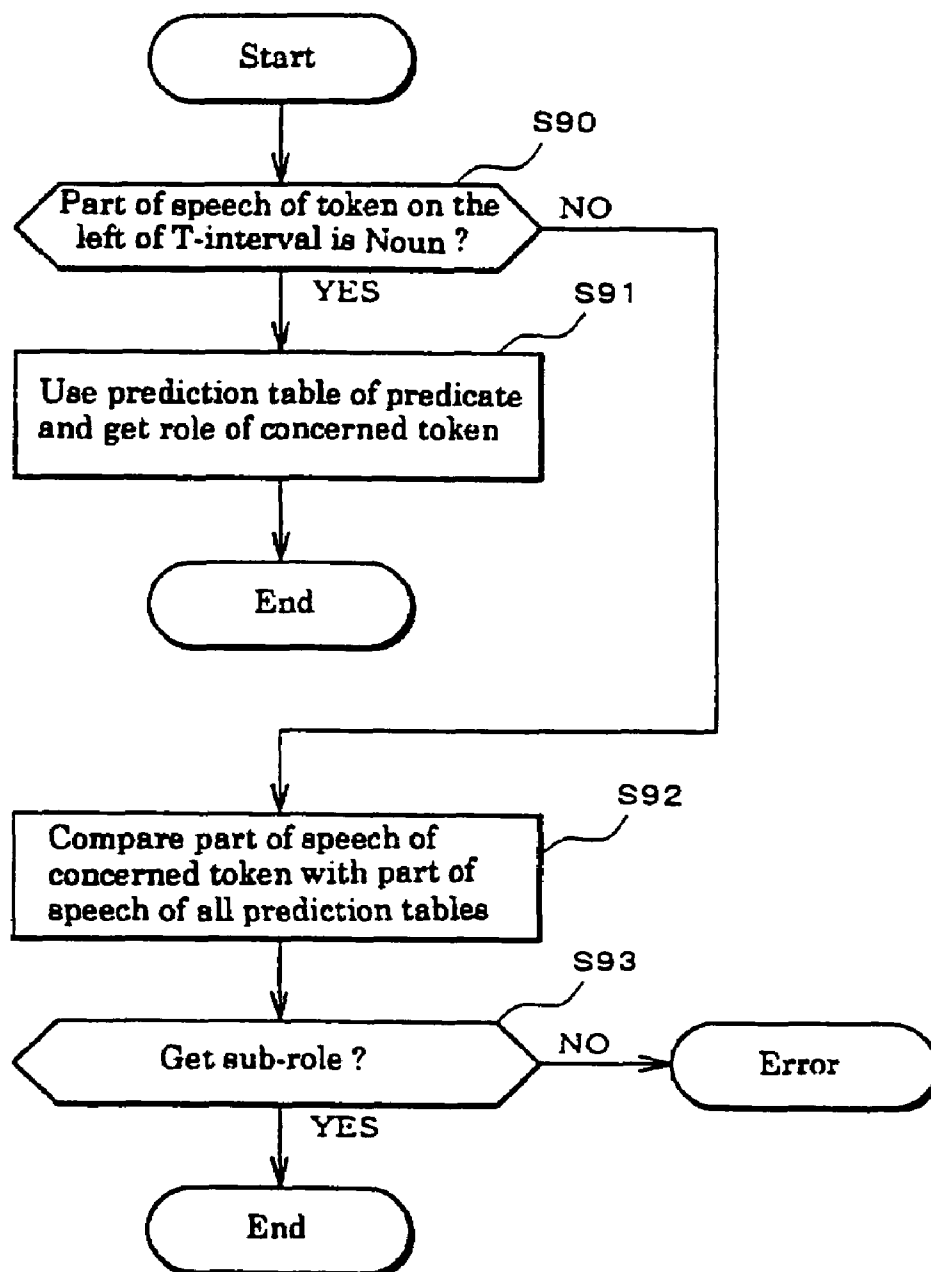 Start
S90
Part of speech of token on the
left of T-interval is Noun ?
NO
YES
S91
Use prediction table of predicate
and get role of concerned token
End
S92
Compare part of speech of
concerned token with part of
speech of all prediction tables
S93
Get sub-role ?
NO
Error
YES
End